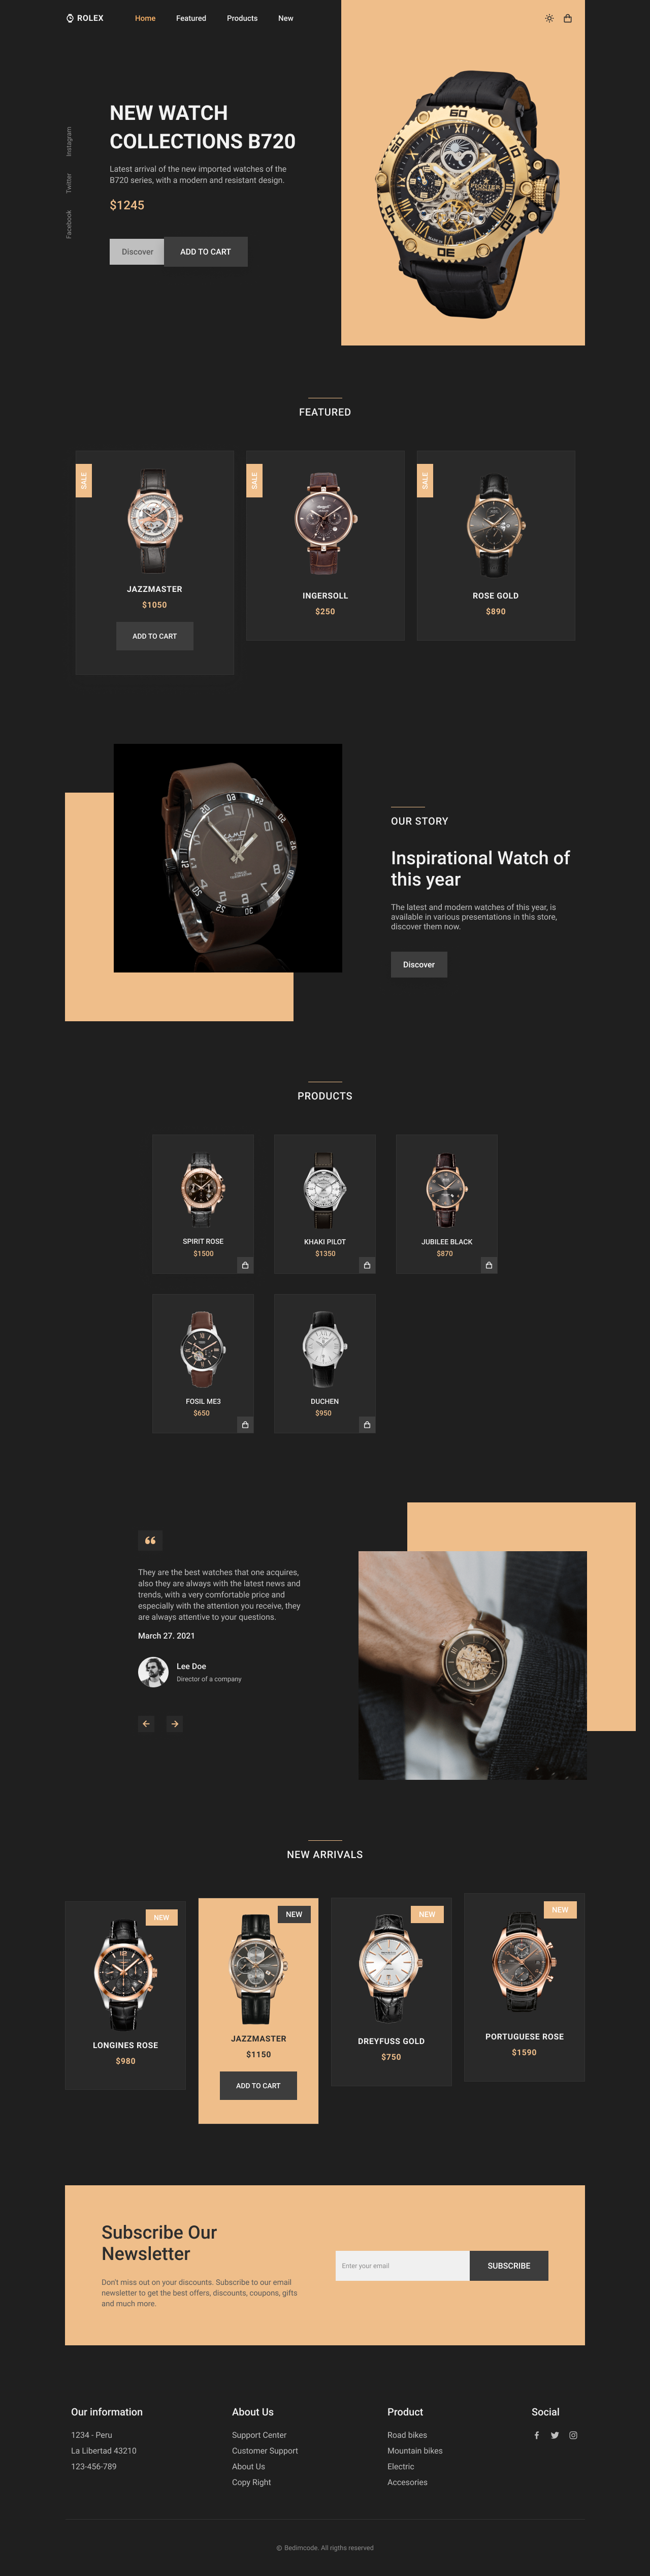 ROLEX
Home
Featured
Products
New
Instagram
Twitter
Facebook
NEW WATCH
COLLECTIONS B720
Latest arrival of the new imported watches of the
B720 series, with a modern and resistant design.
$1245
Discover
ADD TO CART
60
50
10
DE
FEATURED
SALE
JAZZMASTER
$1050
ADD TO CART
SALE
INGERSOLL
$250
SALE
ROSE GOLD
$890
OUR STORY
Inspirational Watch of
this year
The latest and modern watches of this year, is
available in various presentations in this store,
discover them now.
Discover
PRODUCTS
SPIRIT ROSE
$1500
KHAKI PILOT
$1350
JUBILEE BLACK
$870
FOSIL ME3
$650
DUCHEN
$950
They are the best watches that one acquires,
also they are always with the latest news and
trends, with a very comfortable price and
especially with the attention you receive, they
are always attentive to your questions.
March 27. 2021
Lee Doe
Director of a company
NEW ARRIVALS
NEW
LONGINES ROSE
$980
NEW
JAZZMASTER
$1150
ADD TO CART
NEW
DREYFUSS GOLD
$750
NEW
PORTUGUESE ROSE
$1590
Subscribe Our
Newsletter
Don't miss out on your discounts. Subscribe to our email
newsletter to get the best offers, discounts, coupons, gifts
and much more.
Enter your email
SUBSCRIBE
Our information
1234 - Peru
La Libertad 43210
123-456-789
About Us
Support Center
Customer Support
About Us
Copy Right
Product
Road bikes
Mountain bikes
Electric
Accesories
Social
© Bedimcode. All rigths reserved